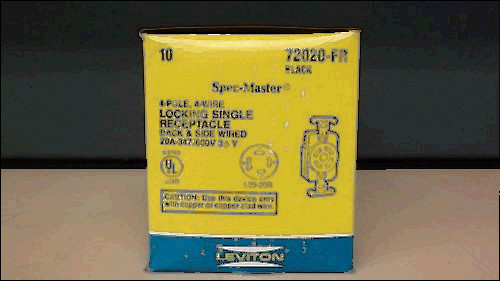 10
72020-FR
BLACK
Spec-Master®
4-POLE, 4-WIRE
LOCKING SINGLE
RECEPTACLE
BACK & SIDE WIRED
20A-347/600V 3ø Y
UL
L23-20R
CAUTION: Use this device only
with copper or copper clad wire.
LEVITON